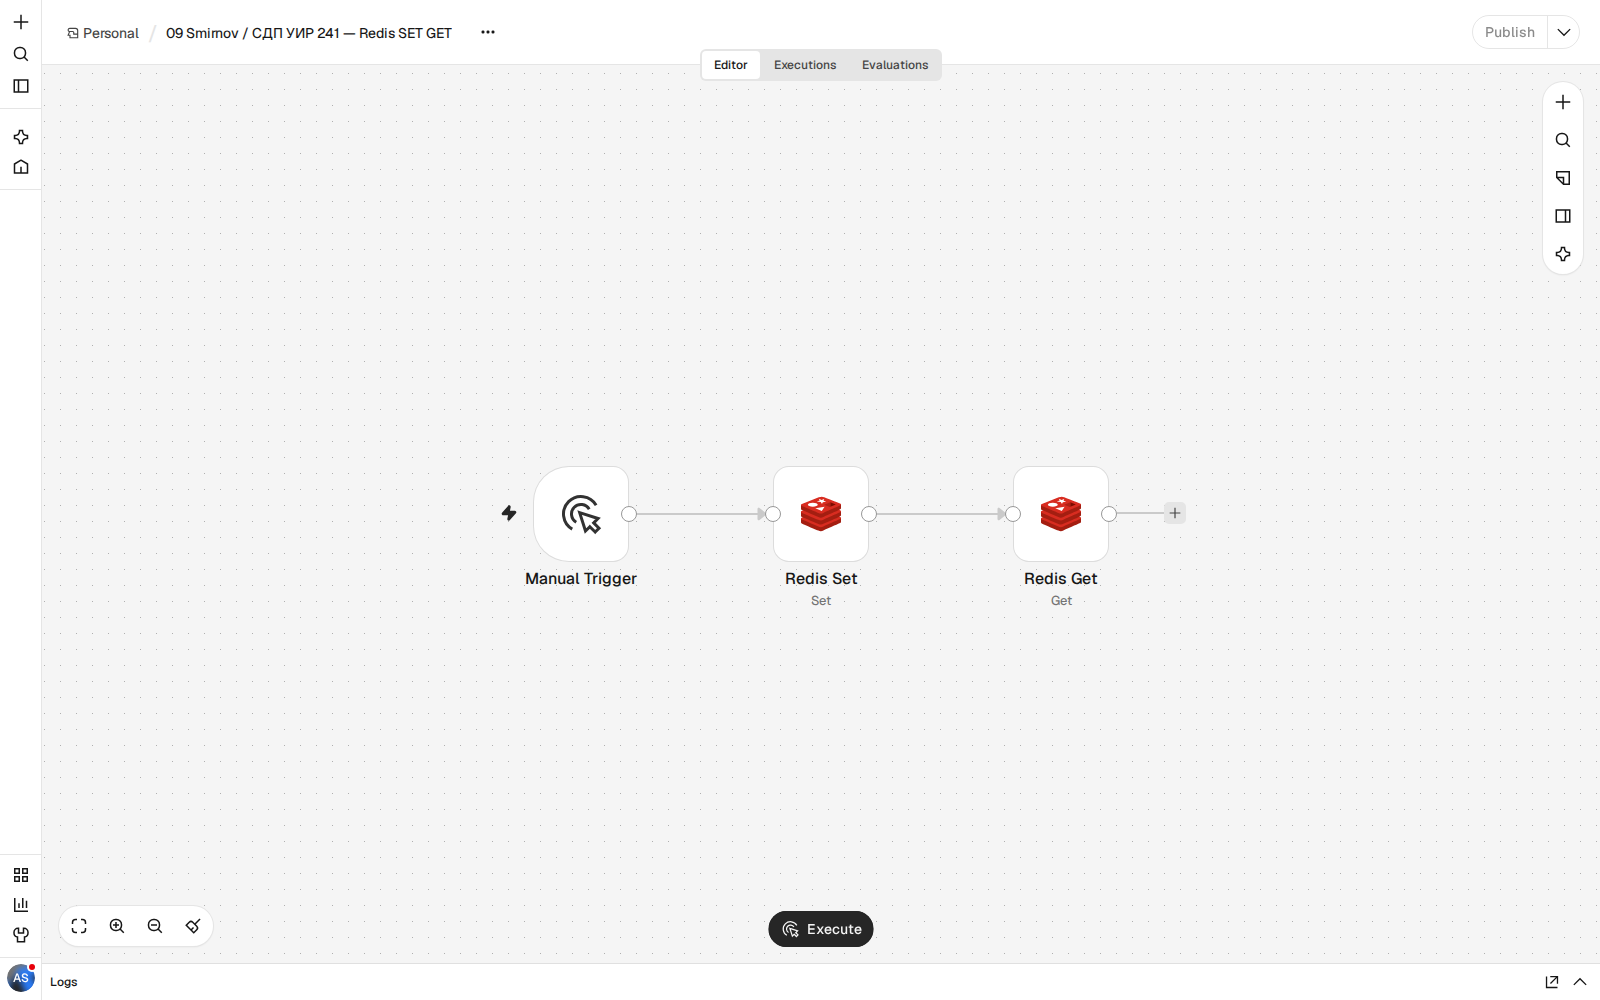 Personal / 09 Smirnov / СДП УИР 241 — Redis SET GET
Publish
Editor Executions Evaluations
Manual Trigger
Redis Set
Set
Redis Get
Get
Execute
AS
Logs